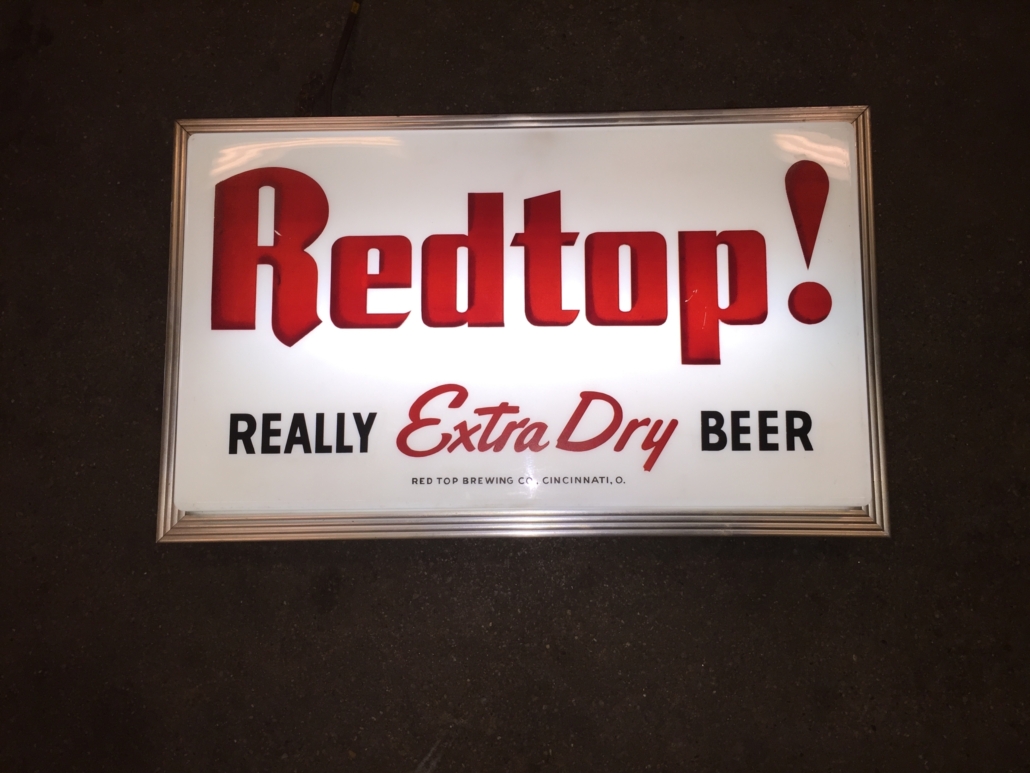 Redtop!
REALLY Extra Dry BEER
RED TOP BREWING CO., CINCINNATI, O.